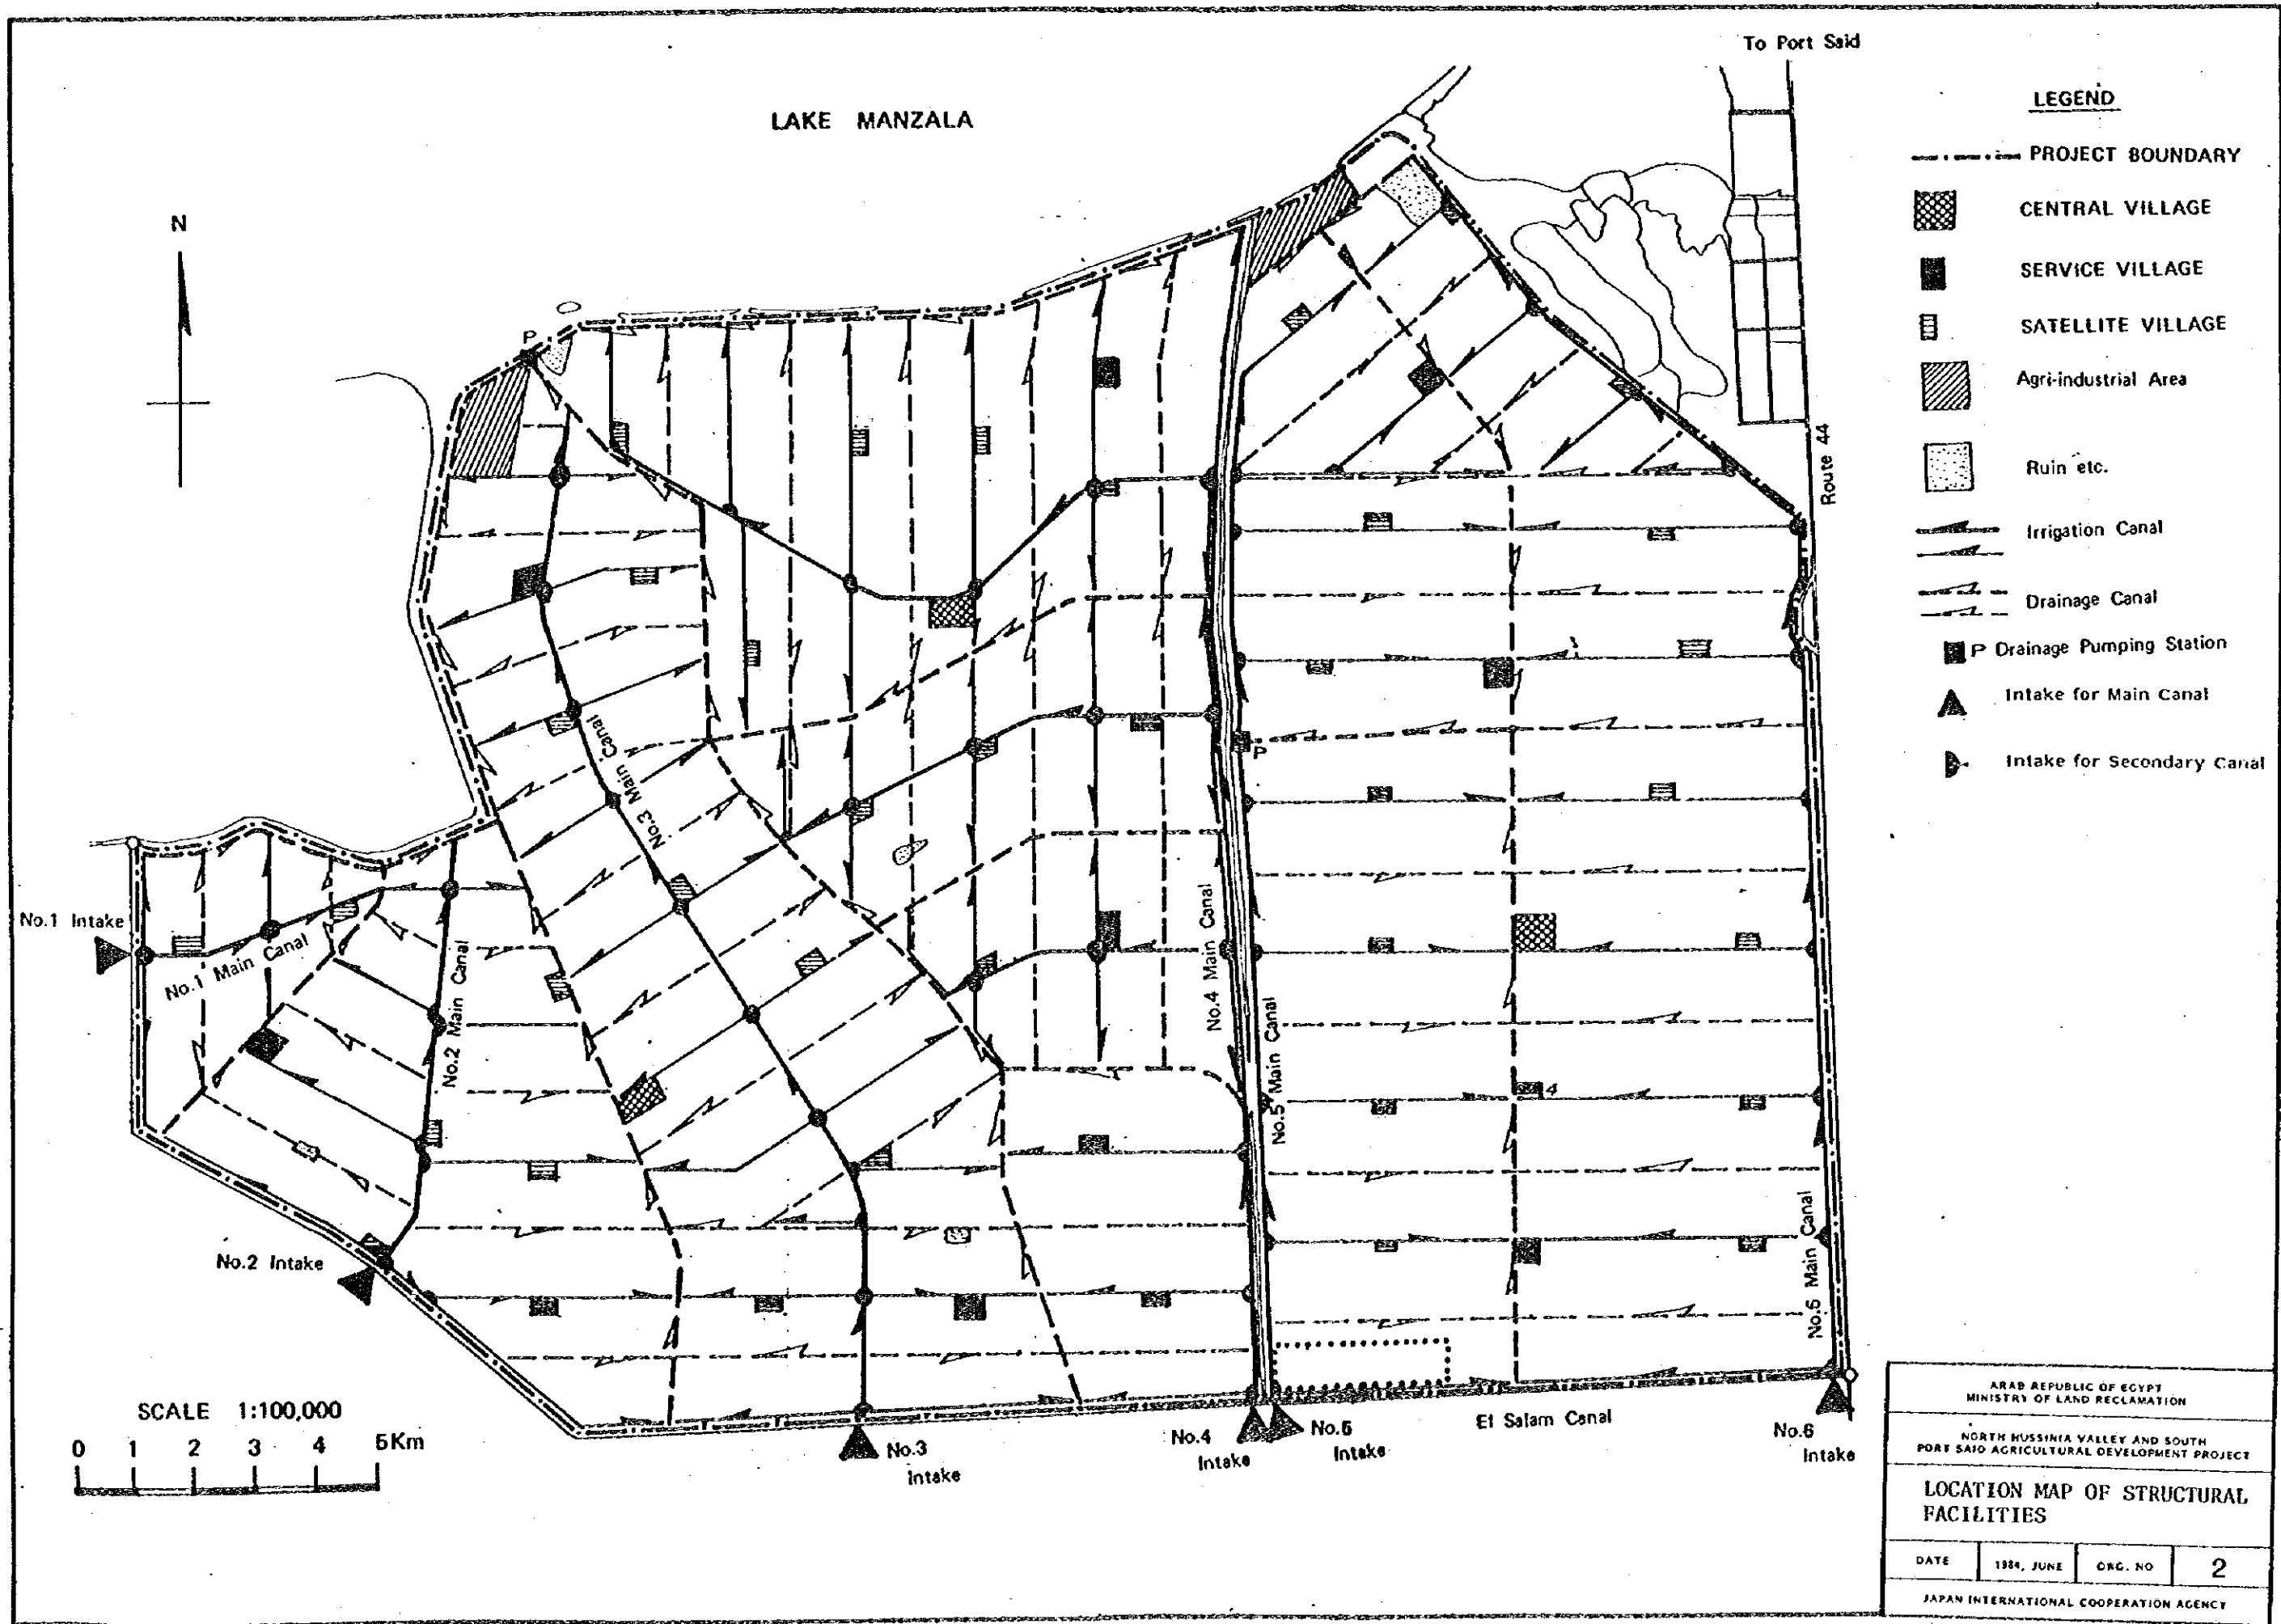 To Port Said
LAKE MANZALA
N
LEGEND
PROJECT BOUNDARY
CENTRAL VILLAGE
SERVICE VILLAGE
SATELLITE VILLAGE
Agri-industrial Area
Ruin etc.
Irrigation Canal
Drainage Canal
P Drainage Pumping Station
Intake for Main Canal
Intake for Secondary Canal
Route 44
P
P
No.3 Main Canal
No.1 Intake
No.1 Main Canal
No.2 Main Canal
No.4 Main Canal
No.5 Main Canal
No.6 Main Canal
4
No.2 Intake
SCALE 1:100,000
0 1 2 3 4 5Km
No.3
Intake
No.4
Intake
No.5
Intake
El Salam Canal
No.6
Intake
ARAB REPUBLIC OF EGYPT
MINISTRY OF LAND RECLAMATION
NORTH HUSSINIA VALLEY AND SOUTH
PORT SAID AGRICULTURAL DEVELOPMENT PROJECT
LOCATION MAP OF STRUCTURAL
FACILITIES
DATE 1984, JUNE ORG. NO 2
JAPAN INTERNATIONAL COOPERATION AGENCY